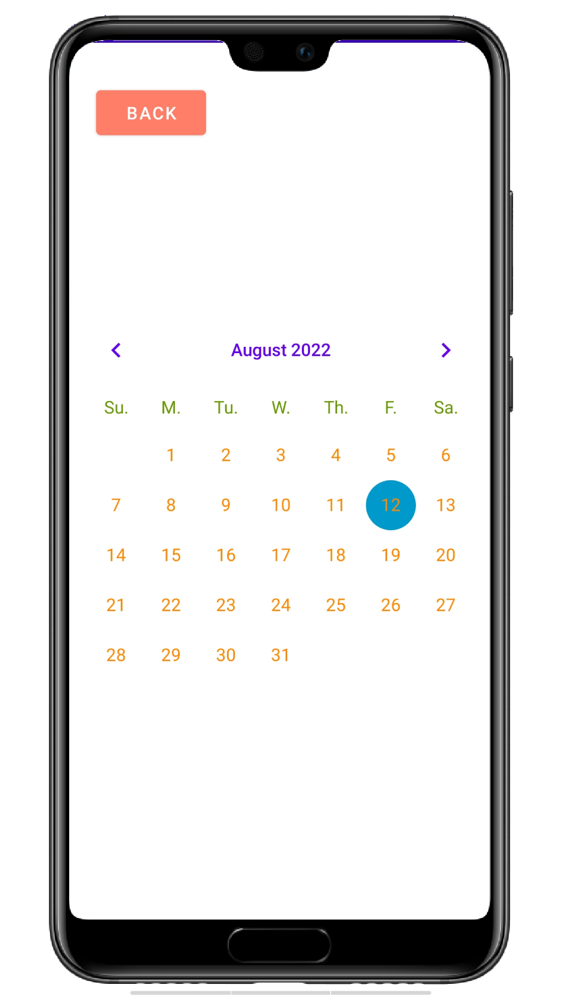 BACK
August 2022
Su. M. Tu. W. Th. F. Sa.
1 2 3 4 5 6
7 8 9 10 11 12 13
14 15 16 17 18 19 20
21 22 23 24 25 26 27
28 29 30 31